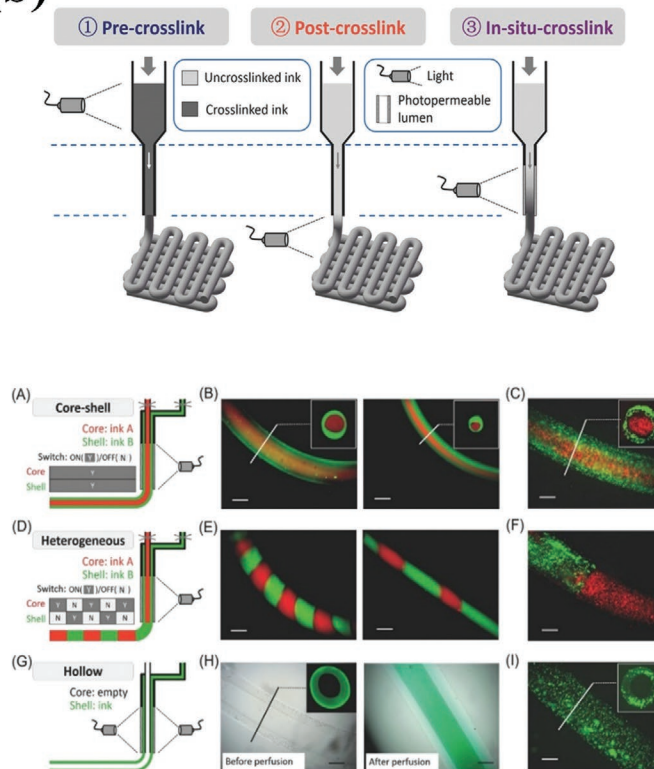 ① Pre-crosslink
② Post-crosslink
③ In-situ-crosslink
Uncrosslinked ink
Crosslinked ink
Light
Photopermeable
lumen
(A)
Core-shell
Core: ink A
Shell: ink B
Switch: ON( Y )/OFF( N )
Core Y
Shell Y
(B)
(C)
(D)
Heterogeneous
Core: ink A
Shell: ink B
Switch: ON( Y )/OFF( N )
Core Y N Y N Y
Shell N Y N Y N
(E)
(F)
(G)
Hollow
Core: empty
Shell: ink
(H)
Before perfusion
After perfusion
(I)